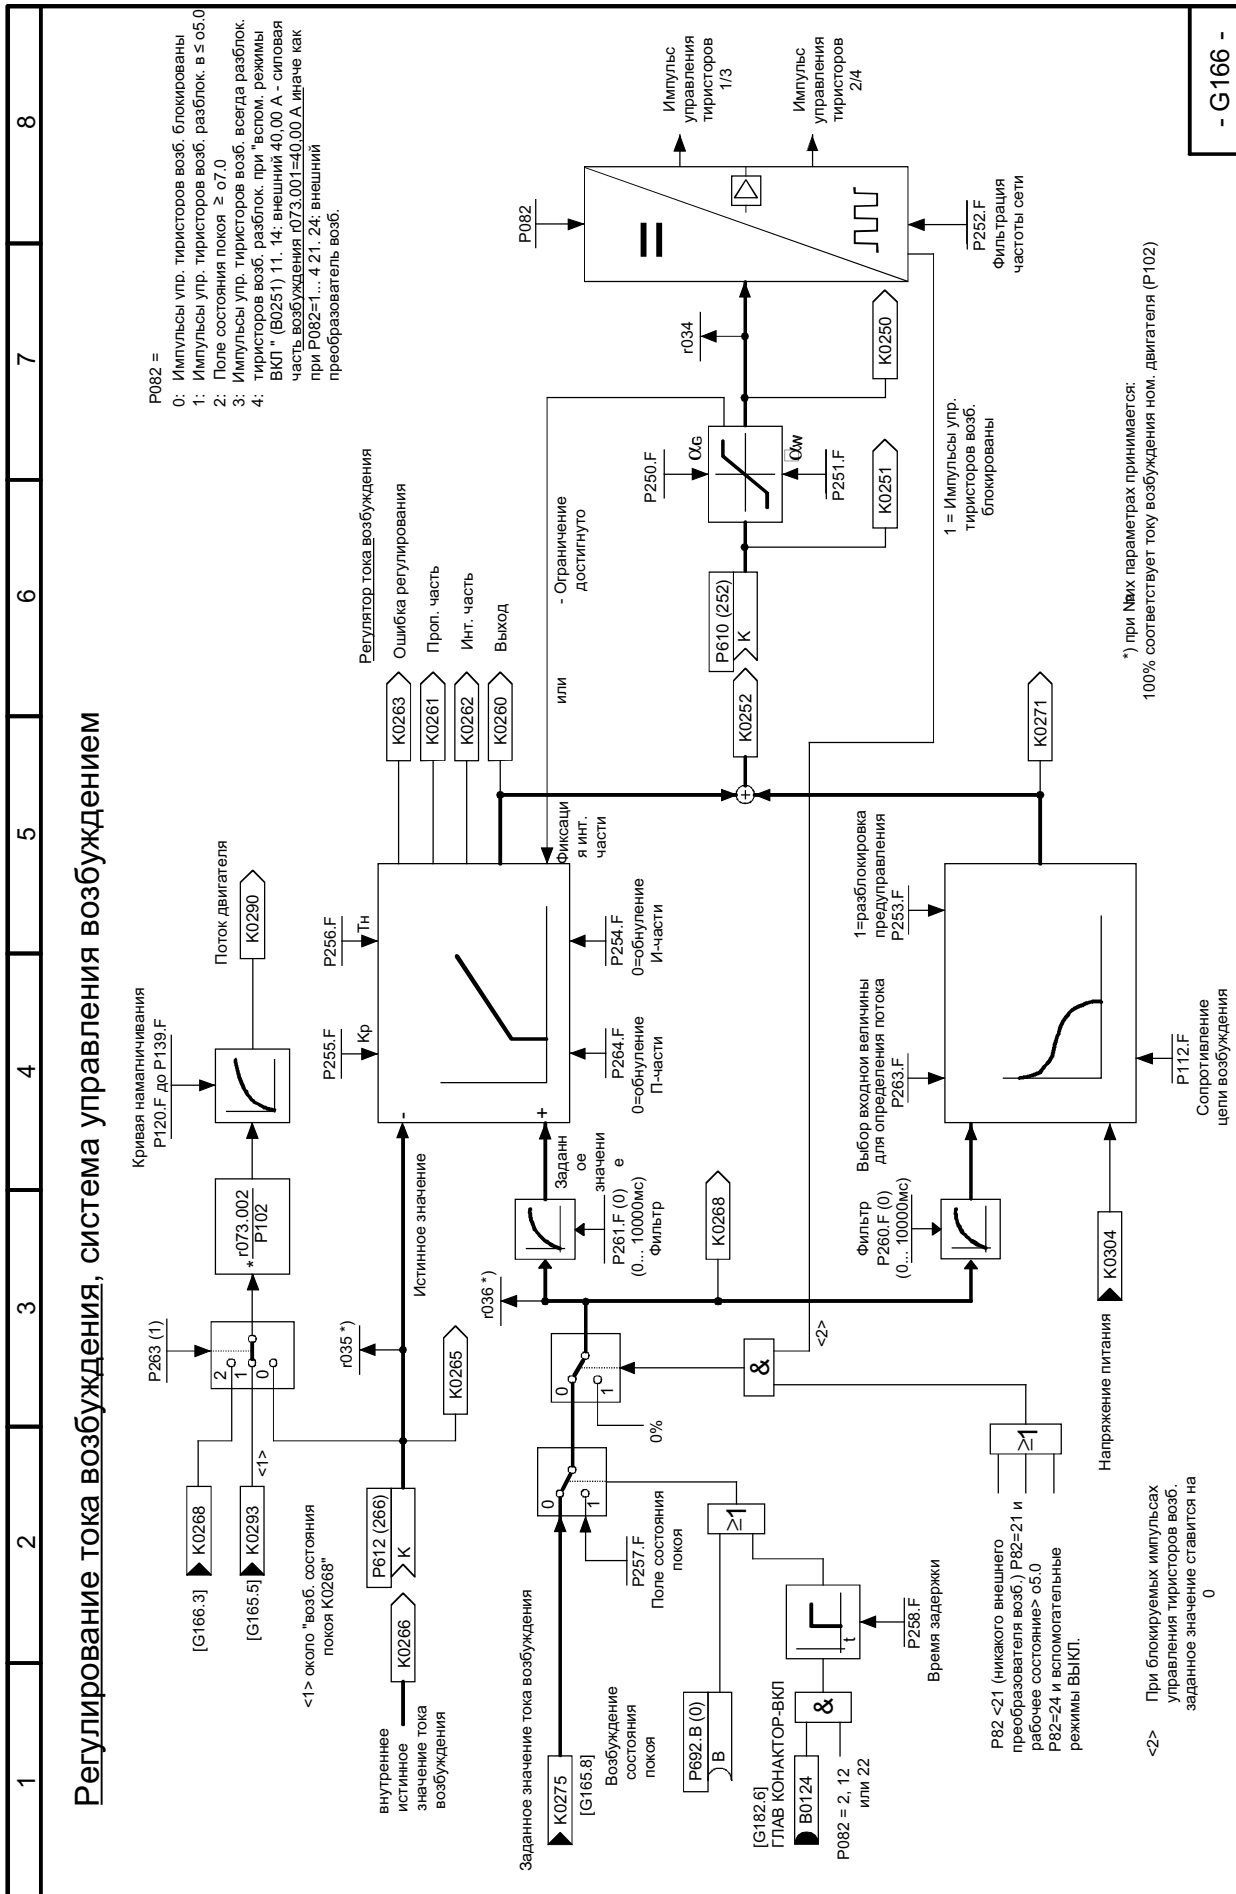 1
2
3
4
5
6
7
8
Регулирование тока возбуждения, система управления возбуждением
P082 =
0: Импульсы упр. тиристоров возб. блокированы
1: Импульсы упр. тиристоров возб. разблок. в ≤ o5.0
2: Поле состояния покоя ≥ o7.0
3: Импульсы упр. тиристоров возб. всегда разблок.
4: тиристоров возб. разблок. при "вспом. режимы
ВКЛ " (B0251) 11. 14: внешний 40,00 A - силовая
часть возбуждения r073.001=40,00 A иначе как
при P082=1... 4 21. 24: внешний
преобразователь возб.
[G166.3]
K0268
[G165.5]
K0293
<1>
<1> около "возб. состояния
покоя K0268"
P263 (1)
2
1
0
* r073.002
P102
Кривая намагничивания
P120.F до P139.F
Поток двигателя
K0290
внутреннее
истинное
значение тока
возбуждения
K0266
P612 (266)
K
K0265
r035 *)
Истинное значение
P255.F
Kp
P256.F
Tн
-
+
P264.F
0=обнуление
П-части
P254.F
0=обнуление
И-части
Фиксаци
я инт.
части
Регулятор тока возбуждения
K0263
Ошибка регулирования
K0261
Проп. часть
K0262
Инт. часть
K0260
Выход
или
- Ограничение
достигнуто
Заданное значение тока возбуждения
K0275
[G165.8]
Возбуждение
состояния
покоя
0
1
P257.F
Поле состояния
покоя
0
1
0%
r036 *)
Заданн
ое
значени
е
P261.F (0)
(0... 10000мс)
Фильтр
K0268
P692.B (0)
B
≥1
[G182.6]
ГЛАВ КОНАКТОР-ВКЛ
B0124
P082 = 2, 12
или 22
&
t
P258.F
Время задержки
&
<2>
≥1
P82 <21 (никакого внешнего
преобразователя возб.) P82=21 и
рабочее состояние> o5.0
P82=24 и вспомогательные
режимы ВЫКЛ.
<2> При блокируемых импульсах
управления тиристоров возб.
заданное значение ставится на
0
Напряжение питания
K0304
Фильтр
P260.F (0)
(0... 10000мс)
Выбор входной величины
для определения потока
P263.F
1=разблокировка
предуправления
P253.F
P112.F
Сопротивление
цепи возбуждения
K0271
+
K0252
P610 (252)
K
K0251
P250.F
αG
P251.F
αW
K0250
r034
P082
P252.F
Фильтрация
частоты сети
1 = Импульсы упр.
тиристоров возб.
блокированы
Импульс
управления
тиристоров
1/3
Импульс
управления
тиристоров
2/4
*) при параметрах принимается:
100% соответствует току возбуждения ном. двигателя (P102)
- G166 -